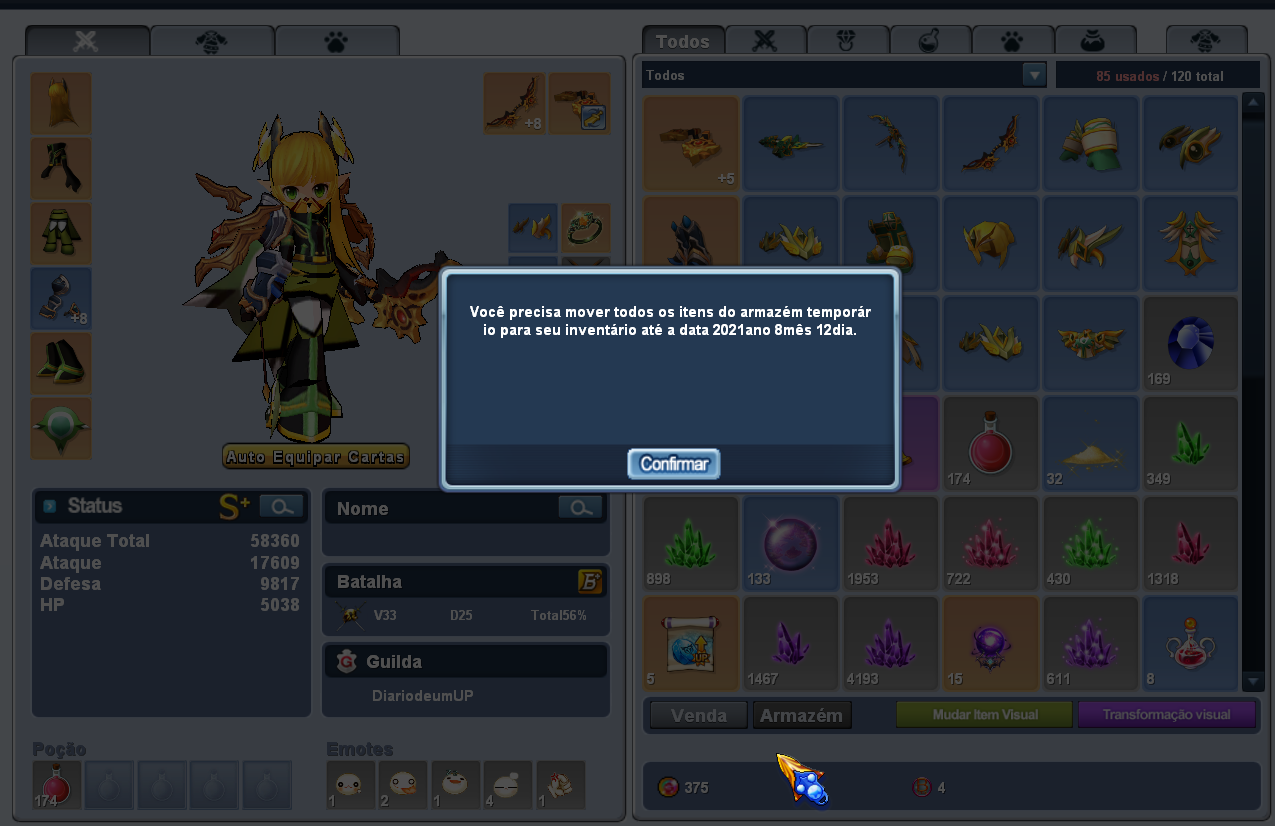 Todos
Todos
85 usados / 120 total
+8
+5
+8
Auto Equipar Cartas
Você precisa mover todos os itens do armazém temporár
io para seu inventário até a data 2021ano 8mês 12dia.
Confirmar
169
174
32
349
898
133
1953
722
430
1318
UP
5
1467
4193
15
611
8
Status
S+
Ataque Total 58360
Ataque 17609
Defesa 9817
HP 5038
Nome
Batalha
B+
V33 D25 Total56%
G
Guilda
DiariodeumUP
Venda
Armazém
Mudar Item Visual
Transformação visual
Poção
174
Emotes
1
2
1
4
1
375
4